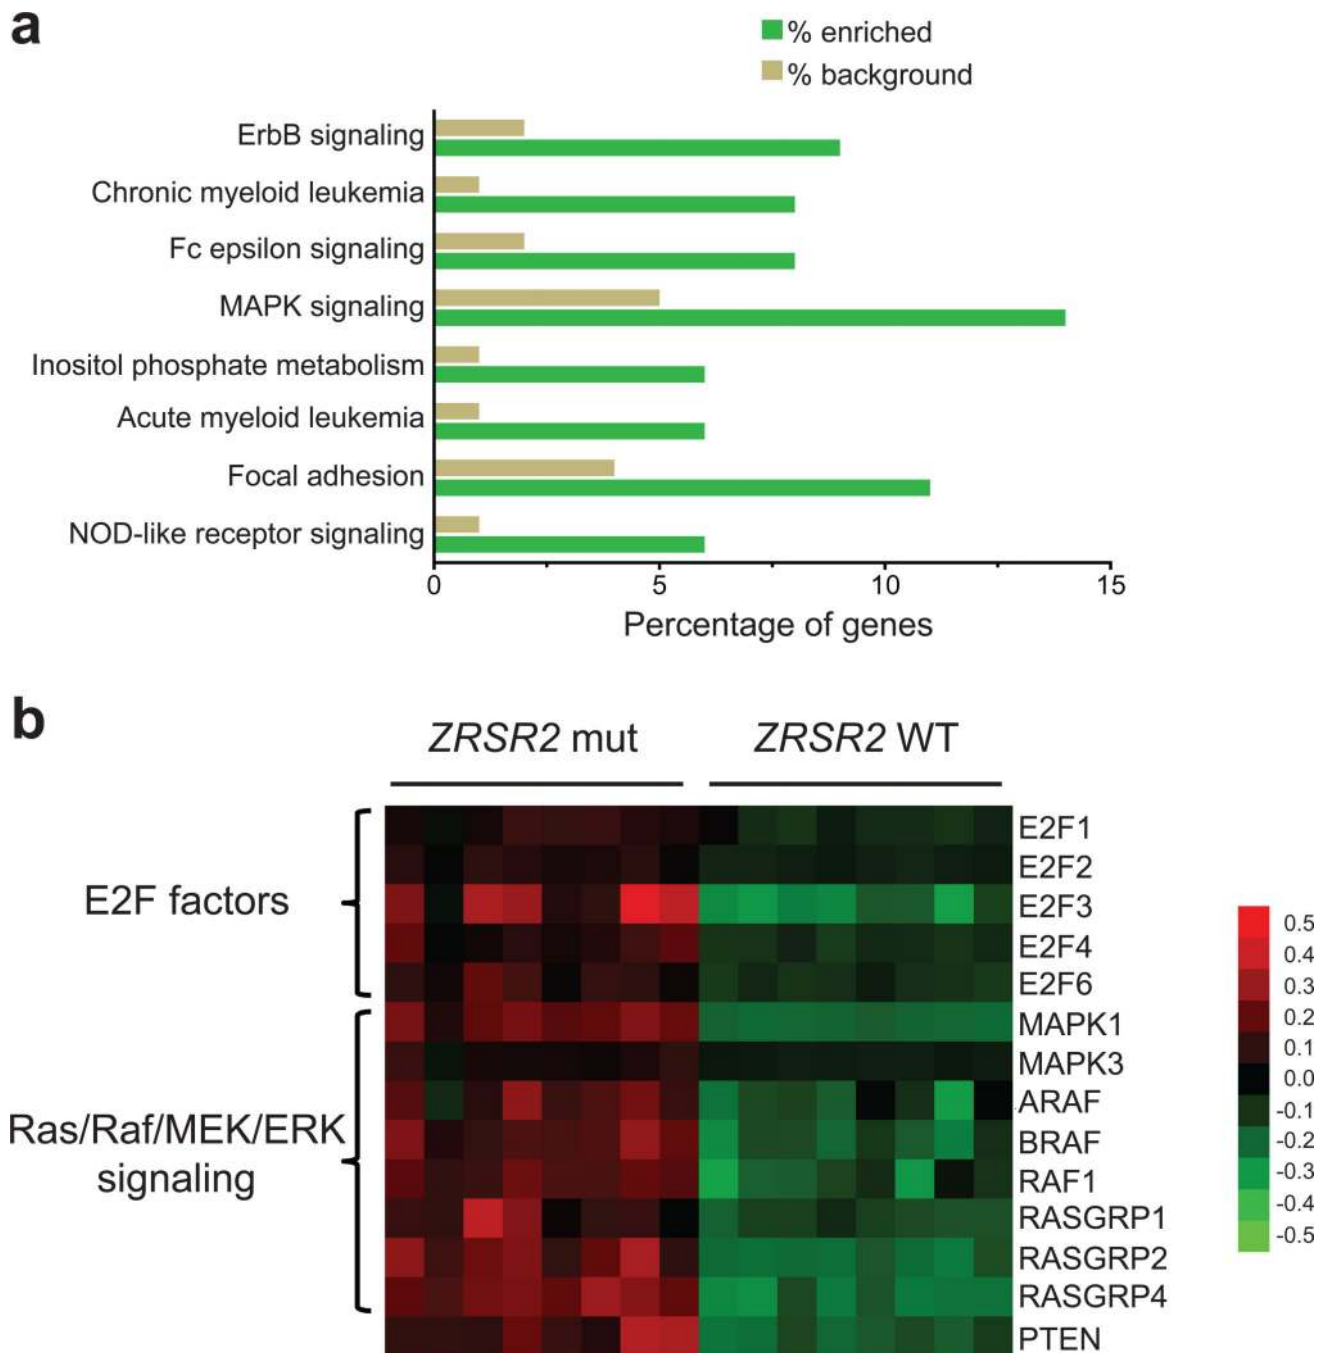 a
% enriched
% background
ErbB signaling
Chronic myeloid leukemia
Fc epsilon signaling
MAPK signaling
Inositol phosphate metabolism
Acute myeloid leukemia
Focal adhesion
NOD-like receptor signaling
0 5 10 15
Percentage of genes
b
ZRSR2 mut ZRSR2 WT
E2F factors
Ras/Raf/MEK/ERK
signaling
E2F1
E2F2
E2F3
E2F4
E2F6
MAPK1
MAPK3
ARAF
BRAF
RAF1
RASGRP1
RASGRP2
RASGRP4
PTEN
0.5
0.4
0.3
0.2
0.1
0.0
-0.1
-0.2
-0.3
-0.4
-0.5